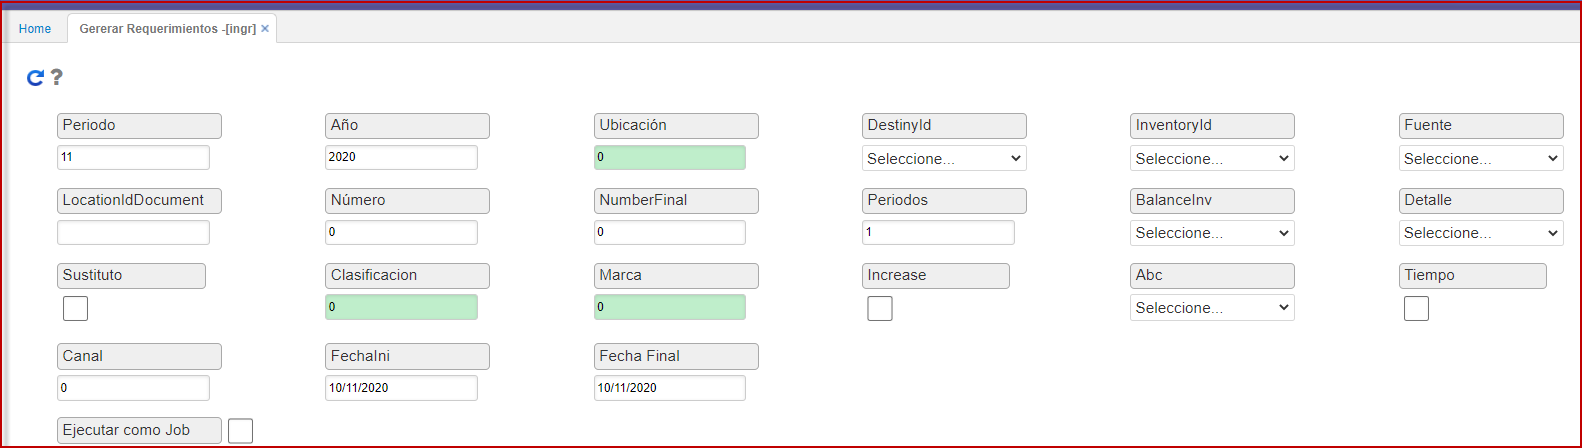 Home Gererar Requerimientos -[ingr] ×
?
Periodo Año Ubicación DestinyId InventoryId Fuente
11 2020 0 Seleccione... Seleccione... Seleccione...
LocationIdDocument Número NumberFinal Periodos BalanceInv Detalle
0 0 1 Seleccione... Seleccione...
Sustituto Clasificacion Marca Increase Abc Tiempo
0 0 Seleccione...
Canal FechaIni Fecha Final
0 10/11/2020 10/11/2020
Ejecutar como Job